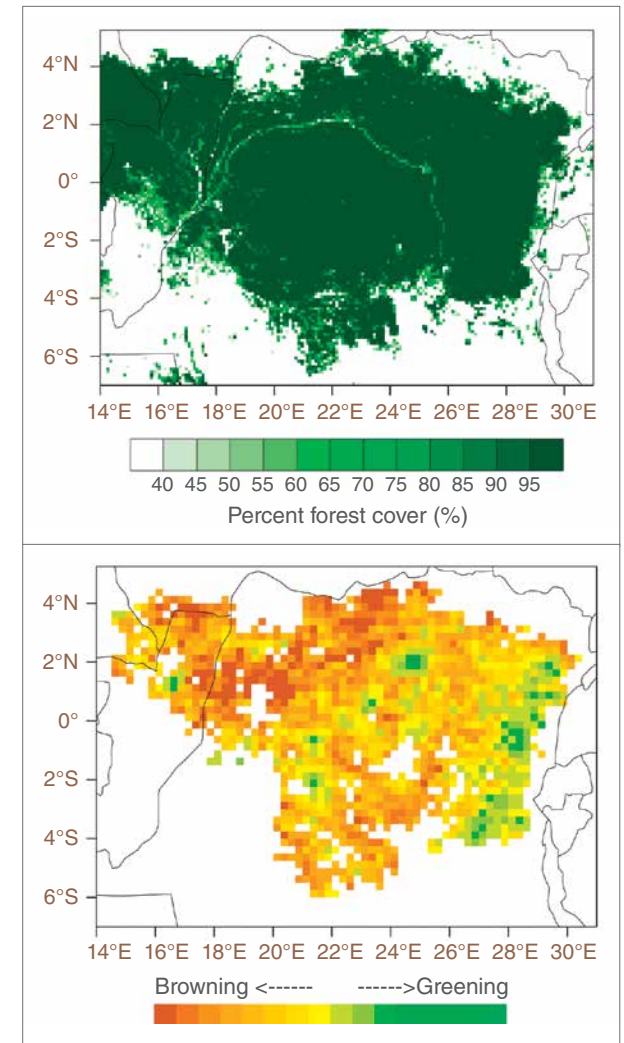 4°N
2°N
0°
2°S
4°S
6°S
14°E 16°E 18°E 20°E 22°E 24°E 26°E 28°E 30°E
40 45 50 55 60 65 70 75 80 85 90 95
Percent forest cover (%)
4°N
2°N
0°
2°S
4°S
6°S
14°E 16°E 18°E 20°E 22°E 24°E 26°E 28°E 30°E
Browning <------ ------>Greening